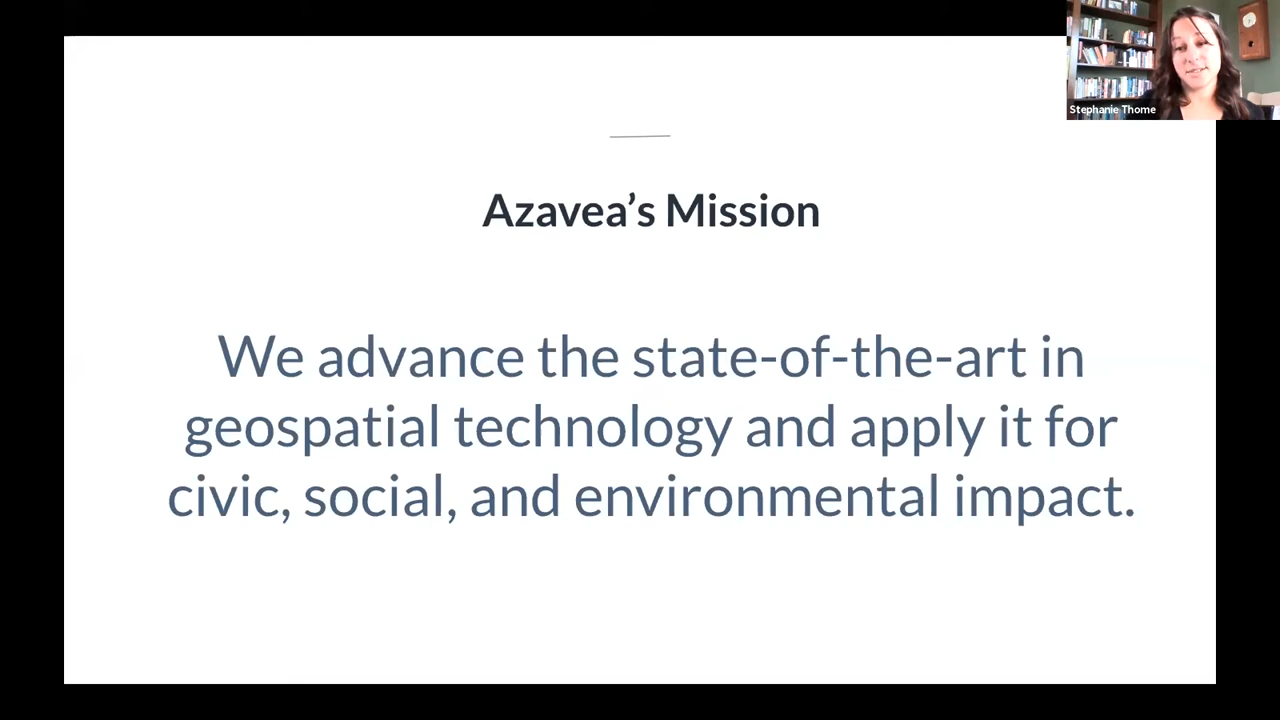 Stephanie Thome
Azavea’s Mission
We advance the state-of-the-art in
geospatial technology and apply it for
civic, social, and environmental impact.